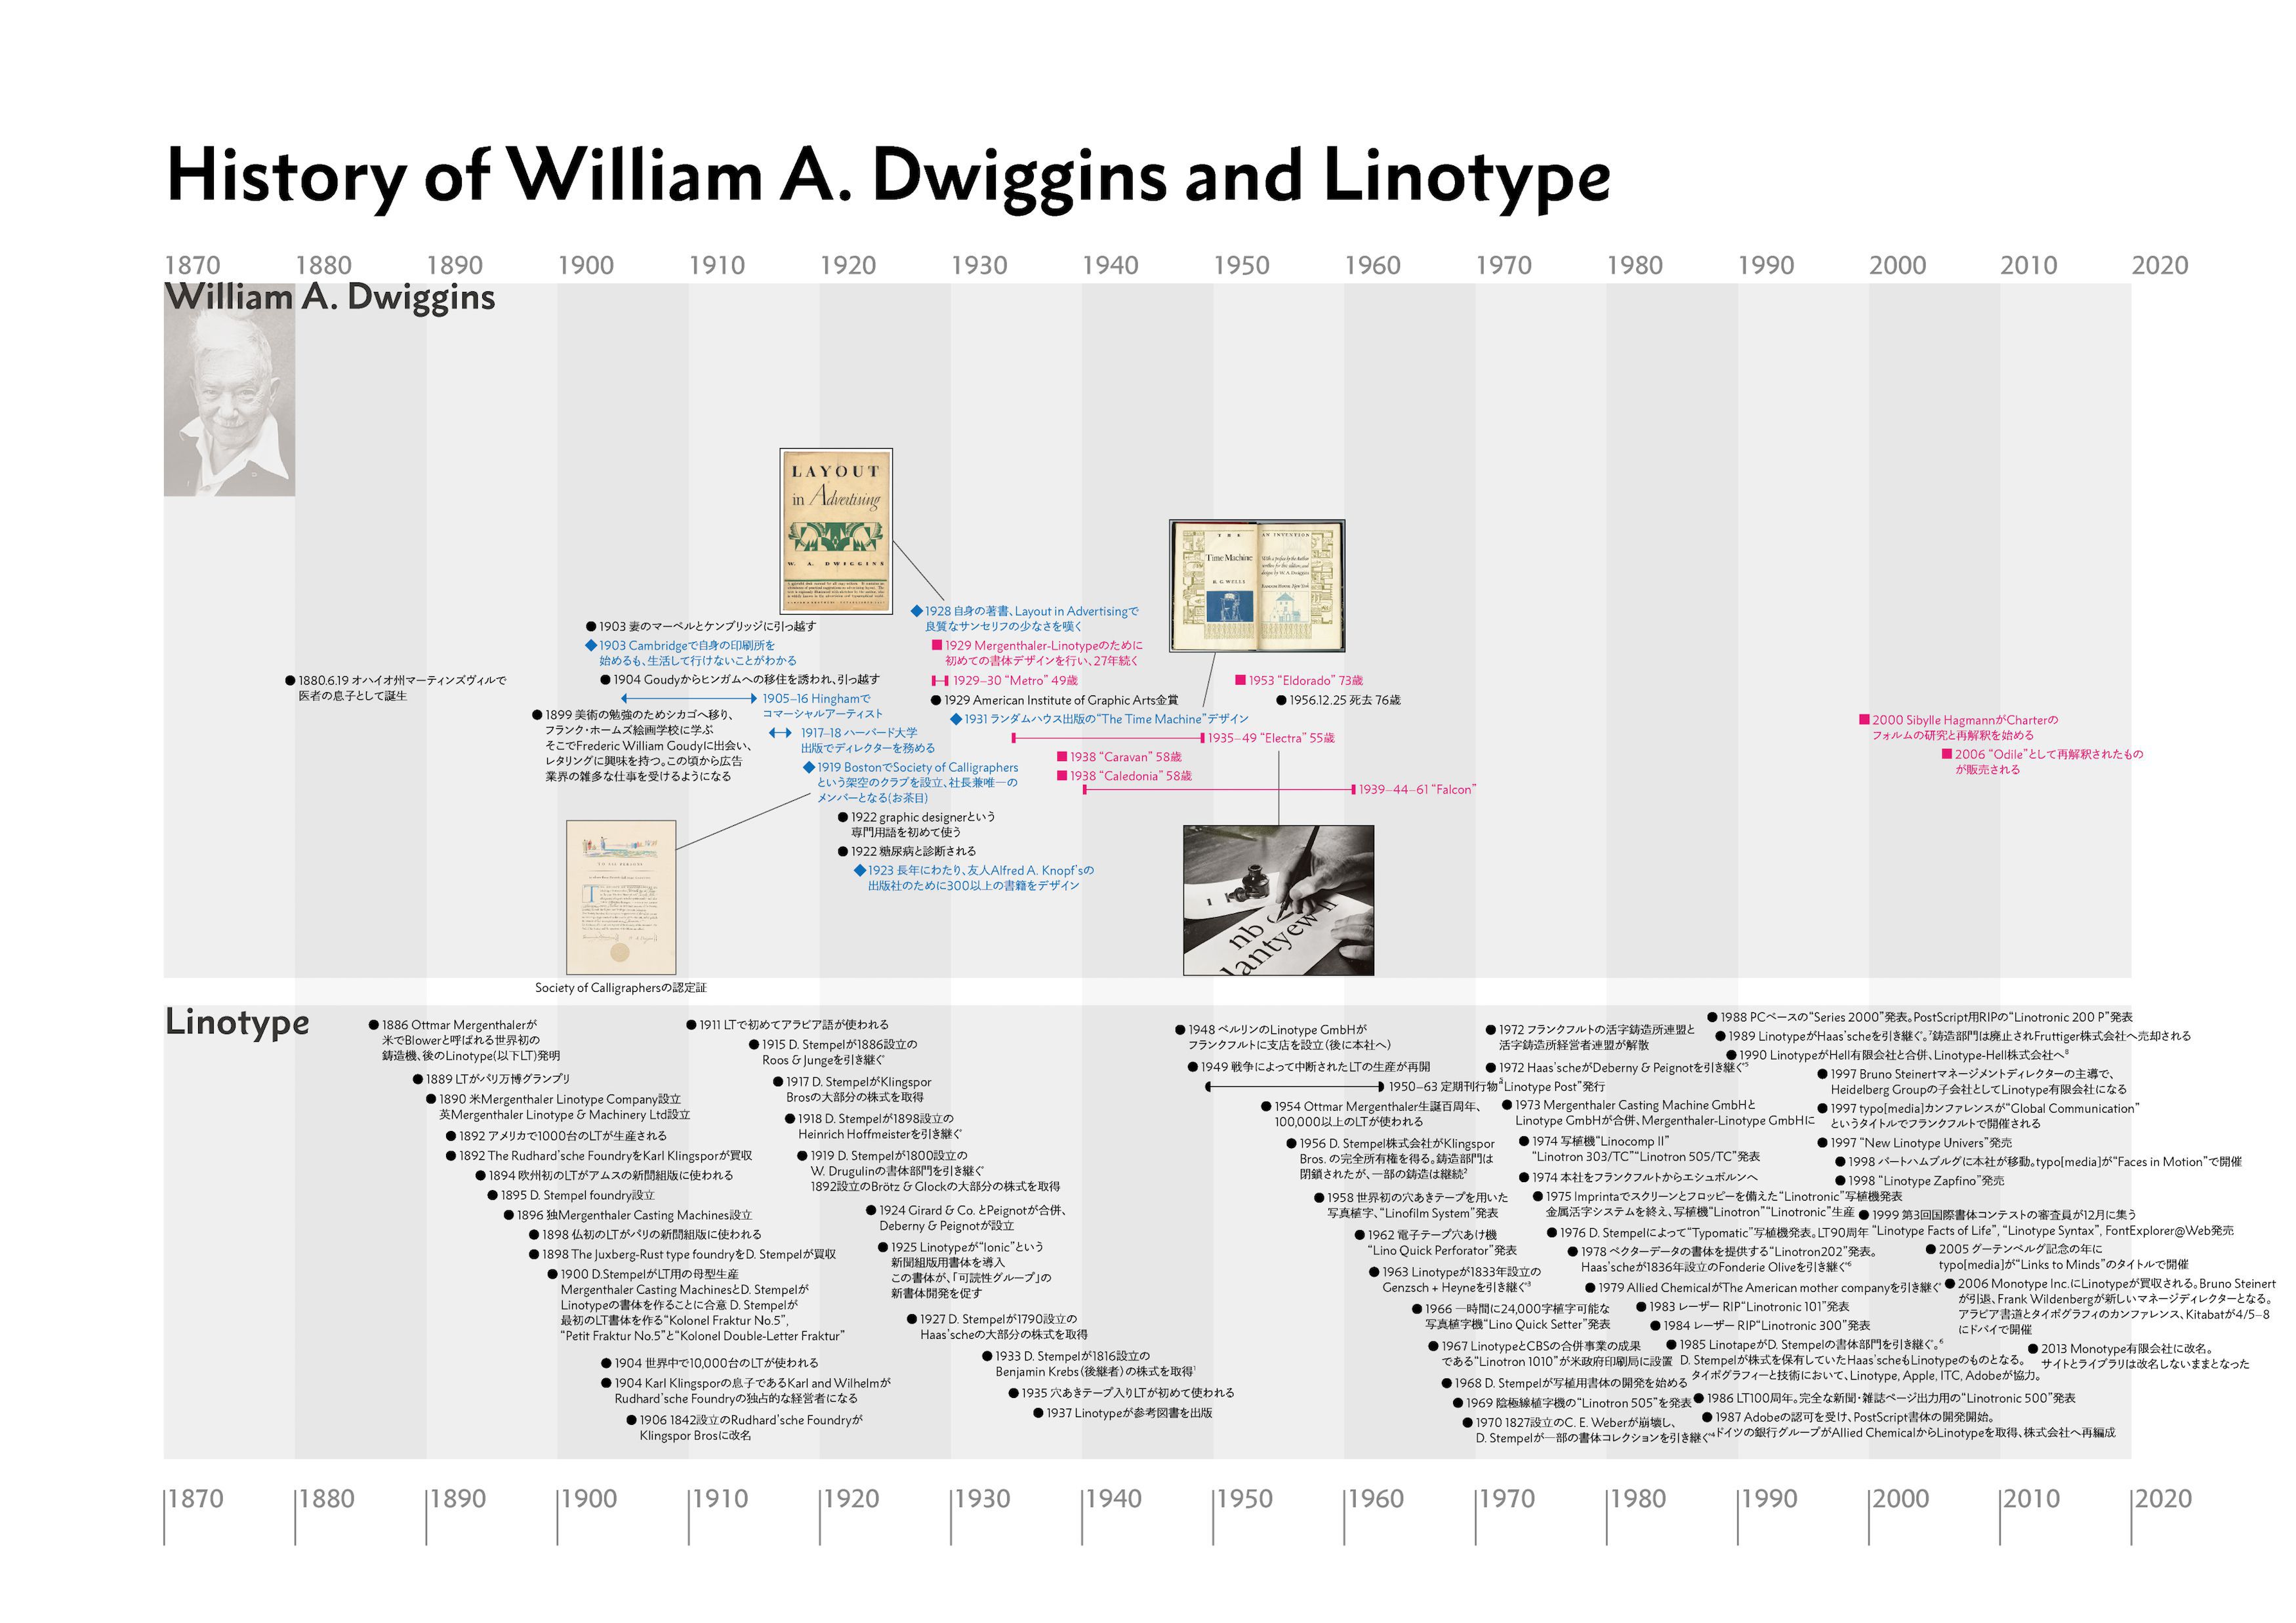 History of William A. Dwiggins and Linotype
1870 1880 1890 1900 1910 1920 1930 1940 1950 1960 1970 1980 1990 2000 2010 2020
William A. Dwiggins
LAYOUT
in Advertising
W. A. DWIGGINS
THE
Time Machine
H. G. WELLS
AN INVENTION
With a preface by the Author
written for this edition; and
designs by W. A. Dwiggins
Random House, New York
1880.6.19 オハイオ州マーティンズヴィルで
医者の息子として誕生
1899 美術の勉強のためシカゴへ移り、
フランク・ホームズ絵画学校に学ぶ
そこでFrederic William Goudyに出会い、
レタリングに興味を持つ。この頃から広告
業界の雑多な仕事を受けるようになる
1903 妻のマーベルとケンブリッジに引っ越す
1903 Cambridgeで自身の印刷所を
始めるも、生活して行けないことがわかる
1904 Goudyからヒンガムへの移住を誘われ、引っ越す
1905–16 Hinghamで
コマーシャルアーティスト
1917–18 ハーバード大学
出版でディレクターを務める
1919 BostonでSociety of Calligraphers
という架空のクラブを設立、社長兼唯一の
メンバーとなる(お茶目)
1922 graphic designerという
専門用語を初めて使う
1922 糖尿病と診断される
1923 長年にわたり、友人Alfred A. Knopf'sの
出版社のために300以上の書籍をデザイン
1928 自身の著書、Layout in Advertisingで
良質なサンセリフの少なさを嘆く
1929 Mergenthaler-Linotypeのために
初めての書体デザインを行い、27年続く
1929–30 “Metro” 49歳
1929 American Institute of Graphic Arts金賞
1931 ランダムハウス出版の“The Time Machine”デザイン
1935–49 “Electra” 55歳
1938 “Caravan” 58歳
1938 “Caledonia” 58歳
1939–44–61 “Falcon”
1953 “Eldorado” 73歳
1956.12.25 死去 76歳
2000 Sibylle HagmannがCharterの
フォルムの研究と再解釈を始める
2006 “Odile”として再解釈されたもの
が販売される
nb
lantyewn
Society of Calligraphersの認定証
Linotype
1886 Ottmar Mergenthalerが
米でBlowerと呼ばれる世界初の
鋳造機、後のLinotype(以下LT)発明
1889 LTがパリ万博グランプリ
1890 米Mergenthaler Linotype Company設立
英Mergenthaler Linotype & Machinery Ltd設立
1892 アメリカで1000台のLTが生産される
1892 The Rudhard'sche FoundryをKarl Klingsporが買収
1894 欧州初のLTがアムスの新聞組版に使われる
1895 D. Stempel foundry設立
1896 独Mergenthaler Casting Machines設立
1898 仏初のLTがパリの新聞組版に使われる
1898 The Juxberg-Rust type foundryをD. Stempelが買収
1900 D.StempelがLT用の母型生産
Mergenthaler Casting MachinesとD. Stempelが
Linotypeの書体を作ることに合意 D. Stempelが
最初のLT書体を作る“Kolonel Fraktur No.5”,
“Petit Fraktur No.5”と“Kolonel Double-Letter Fraktur”
1904 世界中で10,000台のLTが使われる
1904 Karl Klingsporの息子であるKarl and Wilhelmが
Rudhard'sche Foundryの独占的な経営者になる
1906 1842設立のRudhard'sche Foundryが
Klingspor Brosに改名
1911 LTで初めてアラビア語が使われる
1915 D. Stempelが1886設立の
Roos & Jungeを引き継ぐ
1917 D. StempelがKlingspor
Brosの大部分の株式を取得
1918 D. Stempelが1898設立の
Heinrich Hoffmeisterを引き継ぐ
1919 D. Stempelが1800設立の
W. Drugulinの書体部門を引き継ぐ
1892設立のBrötz & Glockの大部分の株式を取得
1924 Girard & Co. とPeignotが合併、
Deberny & Peignotが設立
1925 Linotypeが“Ionic”という
新聞組版用書体を導入
この書体が、「可読性グループ」の
新書体開発を促す
1927 D. Stempelが1790設立の
Haas'scheの大部分の株式を取得
1933 D. Stempelが1816設立の
Benjamin Krebs（後継者）の株式を取得¹
1935 穴あきテープ入りLTが初めて使われる
1937 Linotypeが参考図書を出版
1948 ベルリンのLinotype GmbHが
フランクフルトに支店を設立（後に本社へ）
1949 戦争によって中断されたLTの生産が再開
1950–63 定期刊行物“Linotype Post”発行
1954 Ottmar Mergenthaler生誕百周年、
100,000以上のLTが使われる
1956 D. Stempel株式会社がKlingspor
Bros. の完全所有権を得る。鋳造部門は
閉鎖されたが、一部の鋳造は継続²
1958 世界初の穴あきテープを用いた
写真植字、“Linofilm System”発表
1962 電子テープ穴あけ機
“Lino Quick Perforator”発表
1963 Linotypeが1833年設立の
Genzsch + Heyneを引き継ぐ³
1966 一時間に24,000字植字可能な
写真植字機“Lino Quick Setter”発表
1967 LinotypeとCBSの合併事業の成果
である“Linotron 1010”が米政府印刷局に設置
1968 D. Stempelが写植用書体の開発を始める
1969 陰極線植字機の“Linotron 505”を発表
1970 1827設立のC. E. Weberが崩壊し、
D. Stempelが一部の書体コレクションを引き継ぐ⁴
1972 フランクフルトの活字鋳造所連盟と
活字鋳造所経営者連盟が解散
1972 Haas'scheがDeberny & Peignotを引き継ぐ⁵
1973 Mergenthaler Casting Machine GmbHと
Linotype GmbHが合併、Mergenthaler-Linotype GmbHに
1974 写植機“Linocomp II”
“Linotron 303/TC”“Linotron 505/TC”発表
1974 本社をフランクフルトからエシュボルンへ
1975 Imprintaでスクリーンとフロッピーを備えた“Linotronic”写植機発表
金属活字システムを終え、写植機“Linotron”“Linotronic”生産
1976 D. Stempelによって“Typomatic”写植機発表。LT90周年
1978 ベクターデータの書体を提供する“Linotron202”発表。
Haas'scheが1836年設立のFonderie Oliveを引き継ぐ⁶
1979 Allied ChemicalがThe American mother companyを引き継ぐ
1983 レーザー RIP“Linotronic 101”発表
1984 レーザー RIP“Linotronic 300”発表
1985 LinotapeがD. Stempelの書体部門を引き継ぐ。⁶
D. Stempelが株式を保有していたHaas'scheもLinotypeのものとなる。
タイポグラフィーと技術において、Linotype, Apple, ITC, Adobeが協力。
1986 LT100周年。完全な新聞・雑誌ページ出力用の“Linotronic 500”発表
1987 Adobeの認可を受け、PostScript書体の開発開始。
ドイツの銀行グループがAllied ChemicalからLinotypeを取得、株式会社へ再編成
1988 PCベースの“Series 2000”発表。PostScript用RIPの“Linotronic 200 P”発表
1989 LinotypeがHaas'scheを引き継ぐ。⁷鋳造部門は廃止されFruttiger株式会社へ売却される
1990 LinotypeがHell有限会社と合併、Linotype-Hell株式会社へ⁸
1997 Bruno Steinertマネージメントディレクターの主導で、
Heidelberg Groupの子会社としてLinotype有限会社になる
1997 typo[media]カンファレンスが“Global Communication”
というタイトルでフランクフルトで開催される
1997 “New Linotype Univers”発売
1998 バートハムブルグに本社が移動。typo[media]が“Faces in Motion”で開催
1998 “Linotype Zapfino”発売
1999 第3回国際書体コンテストの審査員が12月に集う
“Linotype Facts of Life”, “Linotype Syntax”, FontExplorer@Web発売
2005 グーテンベルグ記念の年に
typo[media]が“Links to Minds”のタイトルで開催
2006 Monotype Inc.にLinotypeが買収される。Bruno Steinert
が引退、Frank Wildenbergが新しいマネージディレクターとなる。
アラビア書道とタイポグラフィのカンファレンス、Kitabatが4/5–8
にドバイで開催
2013 Monotype有限会社に改名。
サイトとライブラリは改名しないままとなった
1870 1880 1890 1900 1910 1920 1930 1940 1950 1960 1970 1980 1990 2000 2010 2020